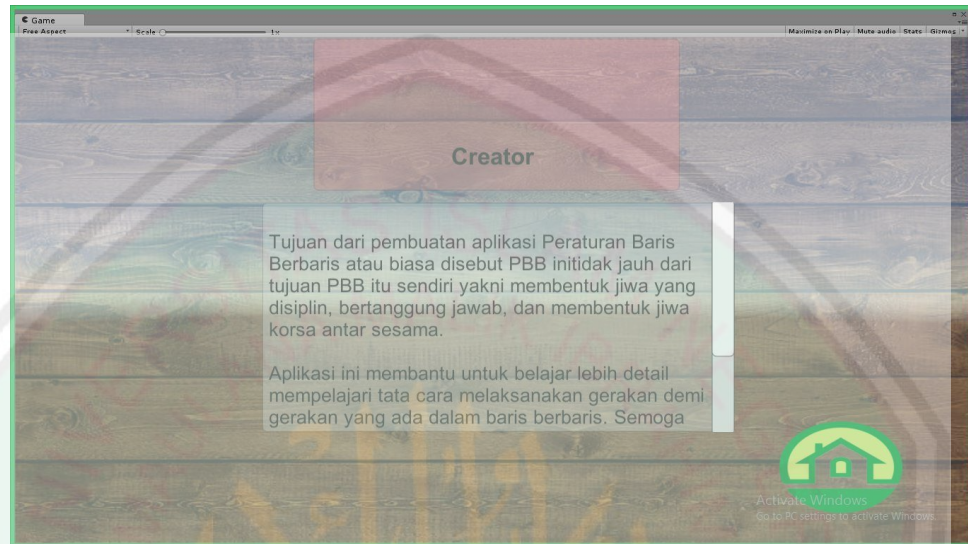 Game
Free Aspect Scale 1x Maximize on Play Mute audio Stats Gizmos
Creator
Tujuan dari pembuatan aplikasi Peraturan Baris
Berbaris atau biasa disebut PBB initidak jauh dari
tujuan PBB itu sendiri yakni membentuk jiwa yang
disiplin, bertanggung jawab, dan membentuk jiwa
korsa antar sesama.
Aplikasi ini membantu untuk belajar lebih detail
mempelajari tata cara melaksanakan gerakan demi
gerakan yang ada dalam baris berbaris. Semoga
Activate Windows
Go to PC settings to activate Windows.